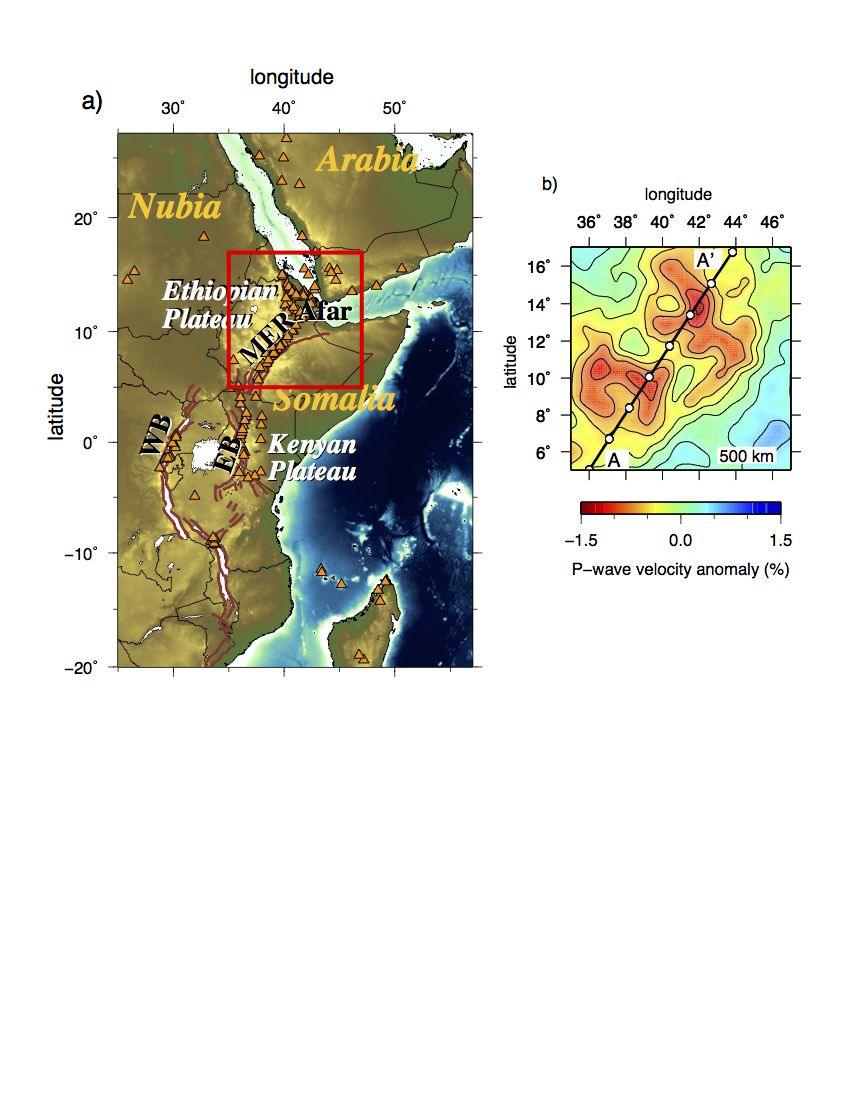 longitude
a)
30° 40° 50°
Arabia
Nubia
20°
Ethiopian
Plateau
Afar
MER
10°
Somalia
latitude
WB
EB
Kenyan
Plateau
0°
−10°
−20°
b)
longitude
36° 38° 40° 42° 44° 46°
A'
16°
14°
12°
latitude
10°
8°
6°
A
500 km
−1.5 0.0 1.5
P−wave velocity anomaly (%)